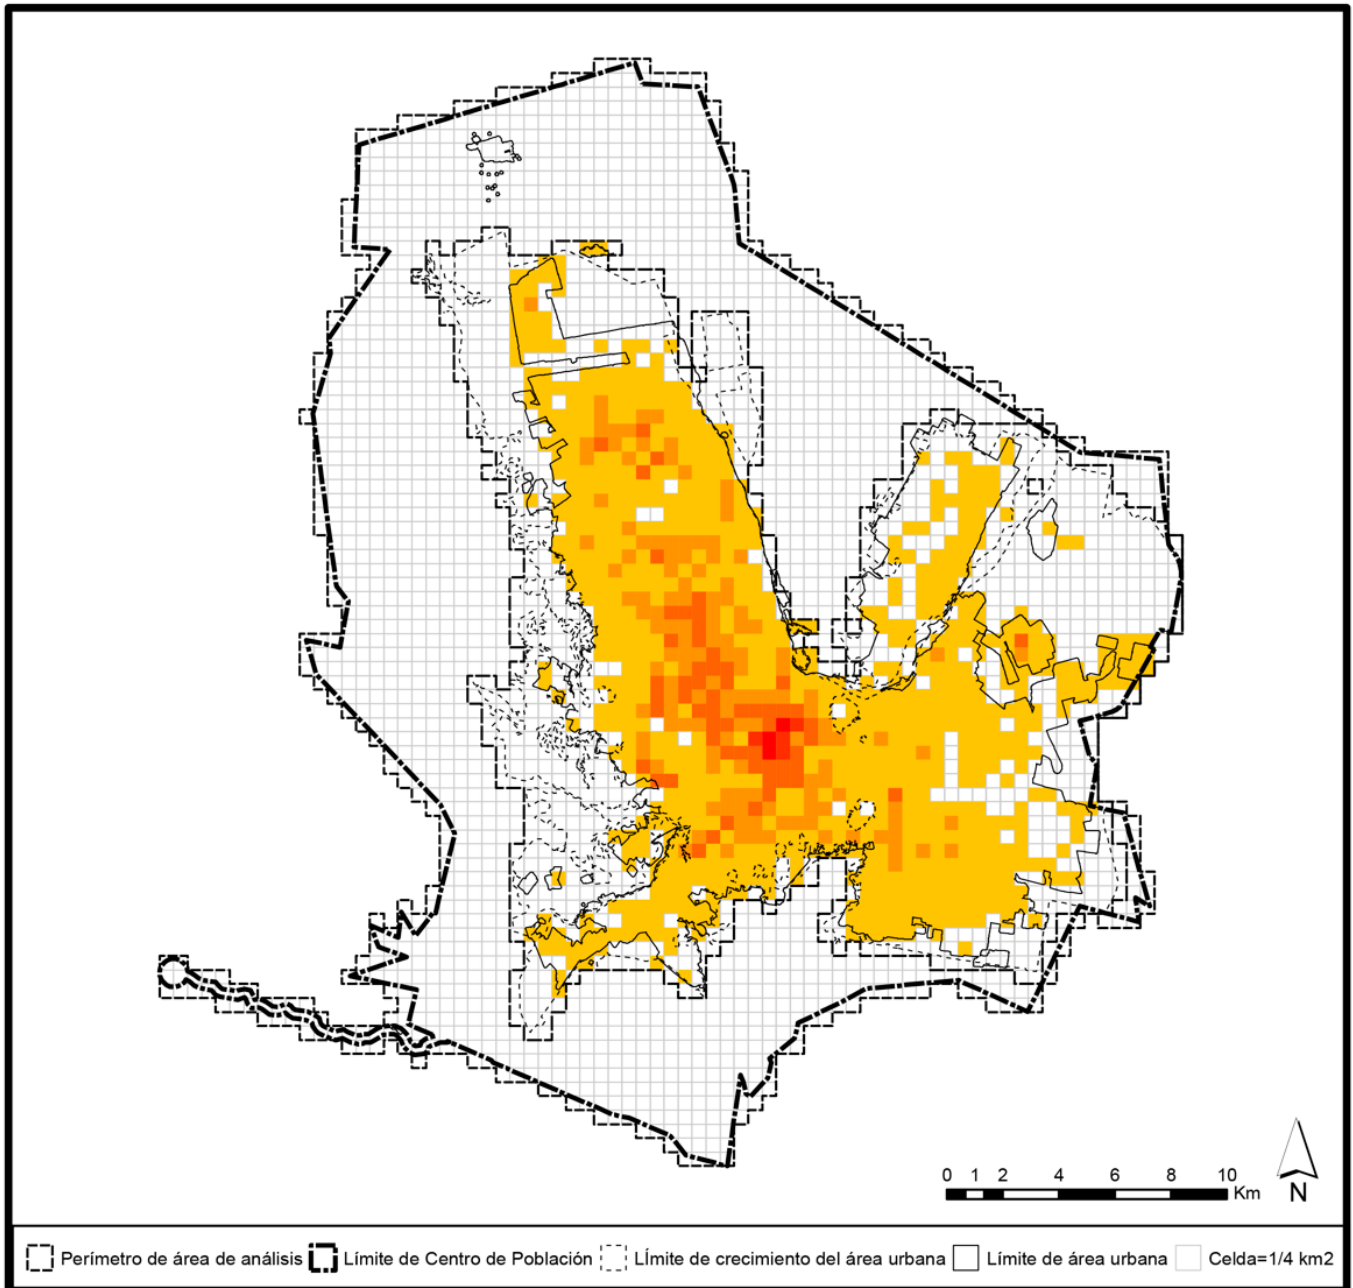 0 1 2 4 6 8 10
Km
N
Perímetro de área de análisis Límite de Centro de Población LÍmite de crecimiento del área urbana Límite de área urbana Celda=1/4 km2